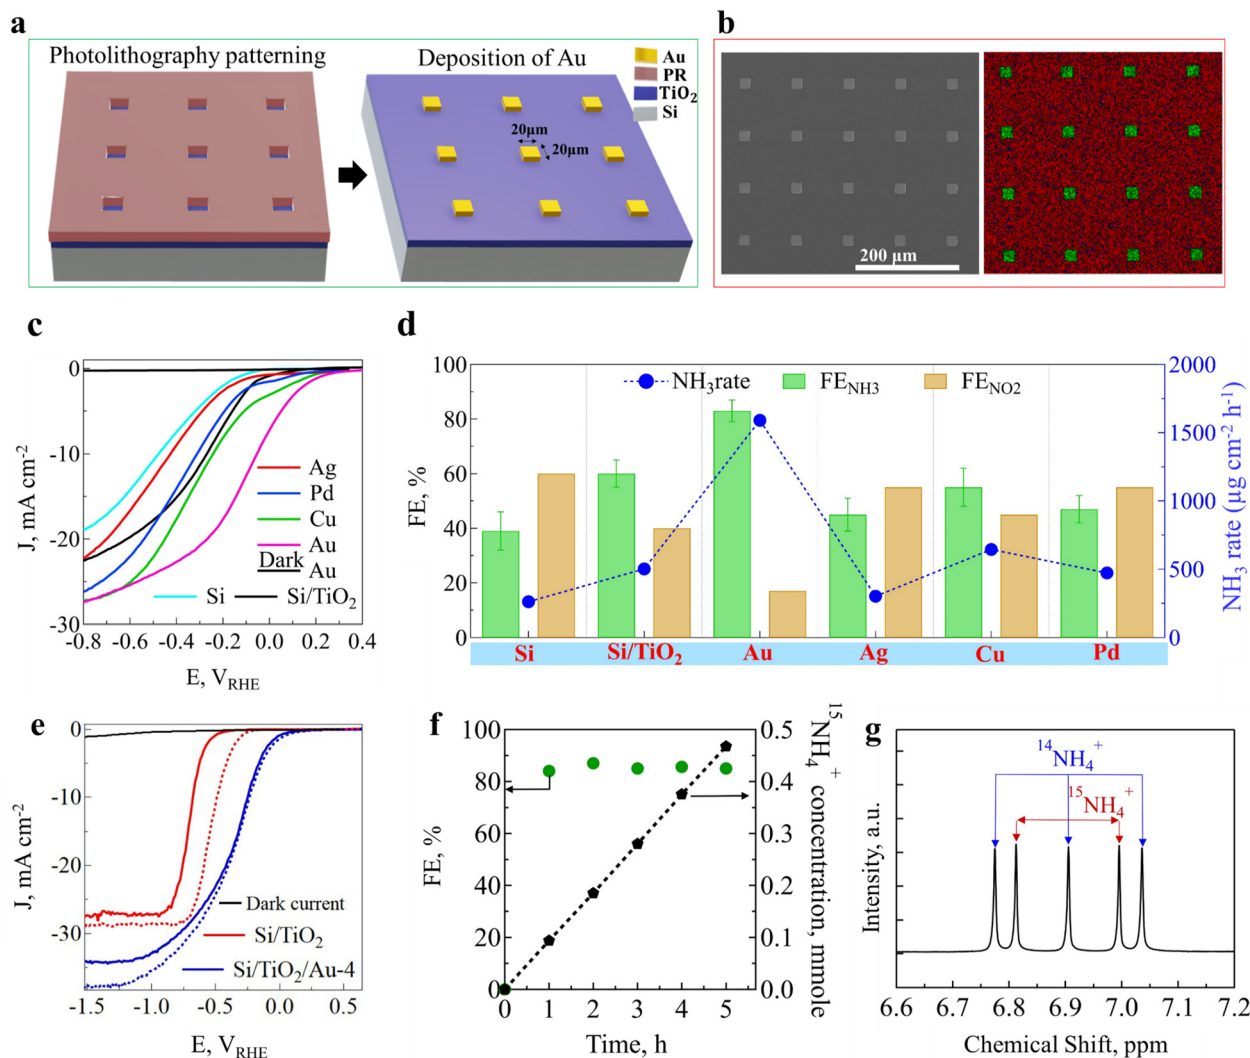 a
Photolithography patterning
Deposition of Au
Au
PR
TiO2
Si
20µm
20µm
b
200 µm
c
0
-10
-20
-30
J, mA cm-2
Ag
Pd
Cu
Au
Dark
Au
Si
Si/TiO2
-0.8 -0.6 -0.4 -0.2 0.0 0.2 0.4
E, VRHE
d
100
80
60
40
20
0
FE, %
NH3rate
FENH3
FENO2
2000
1500
1000
500
0
NH3 rate (µg cm-2 h-1)
Si Si/TiO2 Au Ag Cu Pd
e
0
-10
-20
-30
J, mA cm-2
Dark current
Si/TiO2
Si/TiO2/Au-4
-1.5 -1.0 -0.5 0.0 0.5
E, VRHE
f
100
80
60
40
20
0
FE, %
0.5
0.4
0.3
0.2
0.1
0.0
15NH4+ concentration, mmole
0 1 2 3 4 5
Time, h
g
14NH4+
15NH4+
Intensity, a.u.
6.6 6.7 6.8 6.9 7.0 7.1 7.2
Chemical Shift, ppm